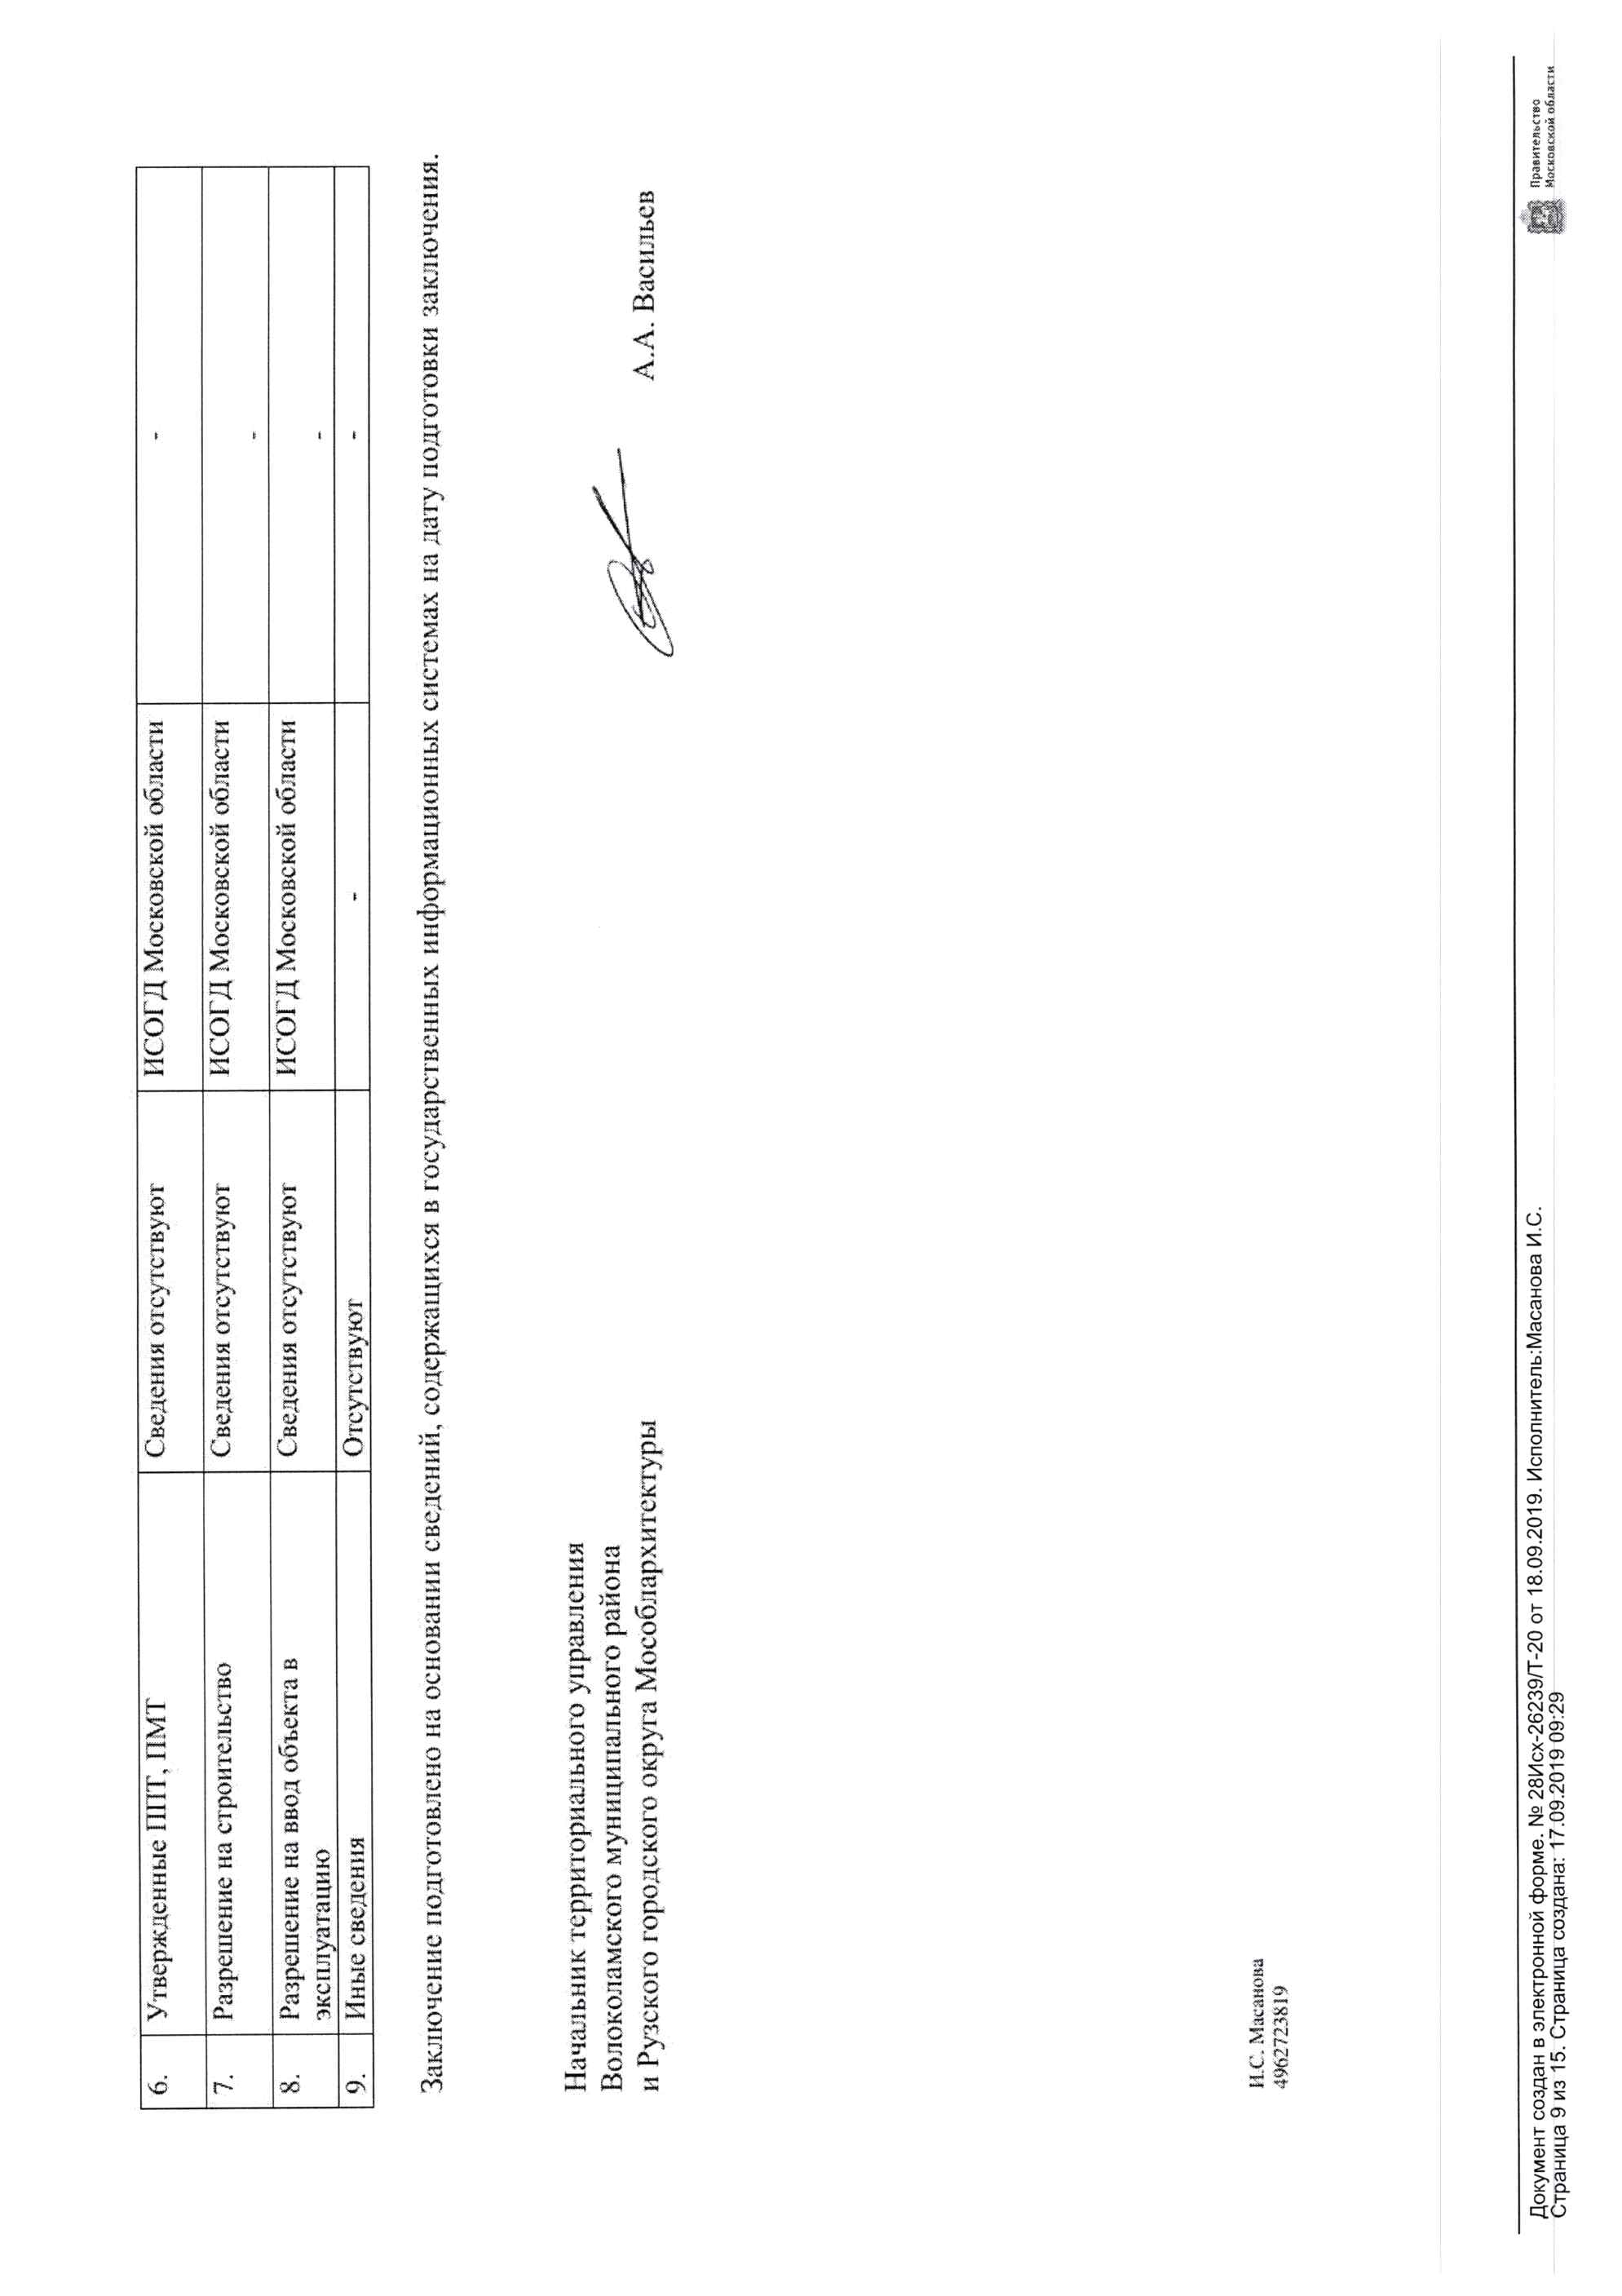 6. Утвержденные ППТ, ПМТ Сведения отсутствуют ИСОГД Московской области -
7. Разрешение на строительство Сведения отсутствуют ИСОГД Московской области -
8. Разрешение на ввод объекта в Сведения отсутствуют ИСОГД Московской области
эксплуатацию -
9. Иные сведения Отсутствуют - -
Заключение подготовлено на основании сведений, содержащихся в государственных информационных системах на дату подготовки заключения.
Начальник территориального управления
Волоколамского муниципального района
и Рузского городского округа Мособлархитектуры А.А. Васильев
И.С. Масанова
4962723819
Документ создан в электронной форме. № 28Исх-26239/Т-20 от 18.09.2019. Исполнитель:Масанова И.С.
Страница 9 из 15. Страница создана: 17.09.2019 09:29
Правительство
Московской области